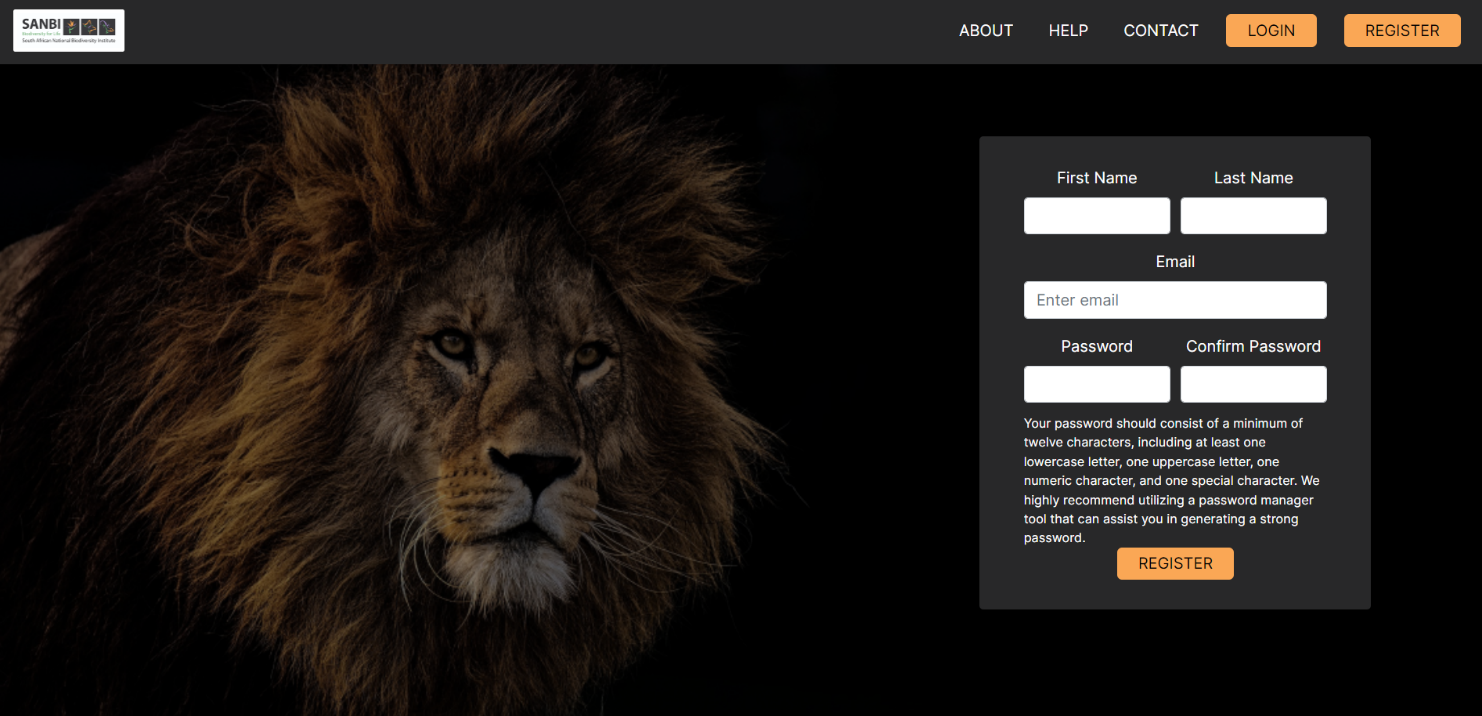 SANBI
Biodiversity for Life
South African National Biodiversity Institute
ABOUT
HELP
CONTACT
LOGIN
REGISTER
First Name
Last Name
Email
Enter email
Password
Confirm Password
Your password should consist of a minimum of
twelve characters, including at least one
lowercase letter, one uppercase letter, one
numeric character, and one special character. We
highly recommend utilizing a password manager
tool that can assist you in generating a strong
password.
REGISTER